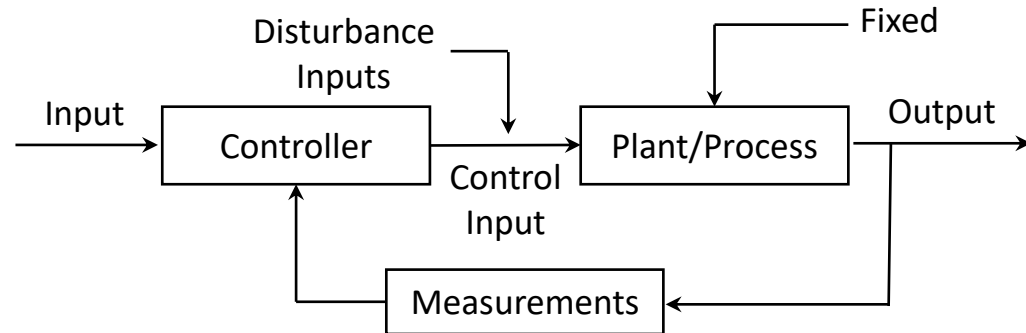 Disturbance
Inputs
Fixed
Input
Controller
Control
Input
Plant/Process
Output
Measurements